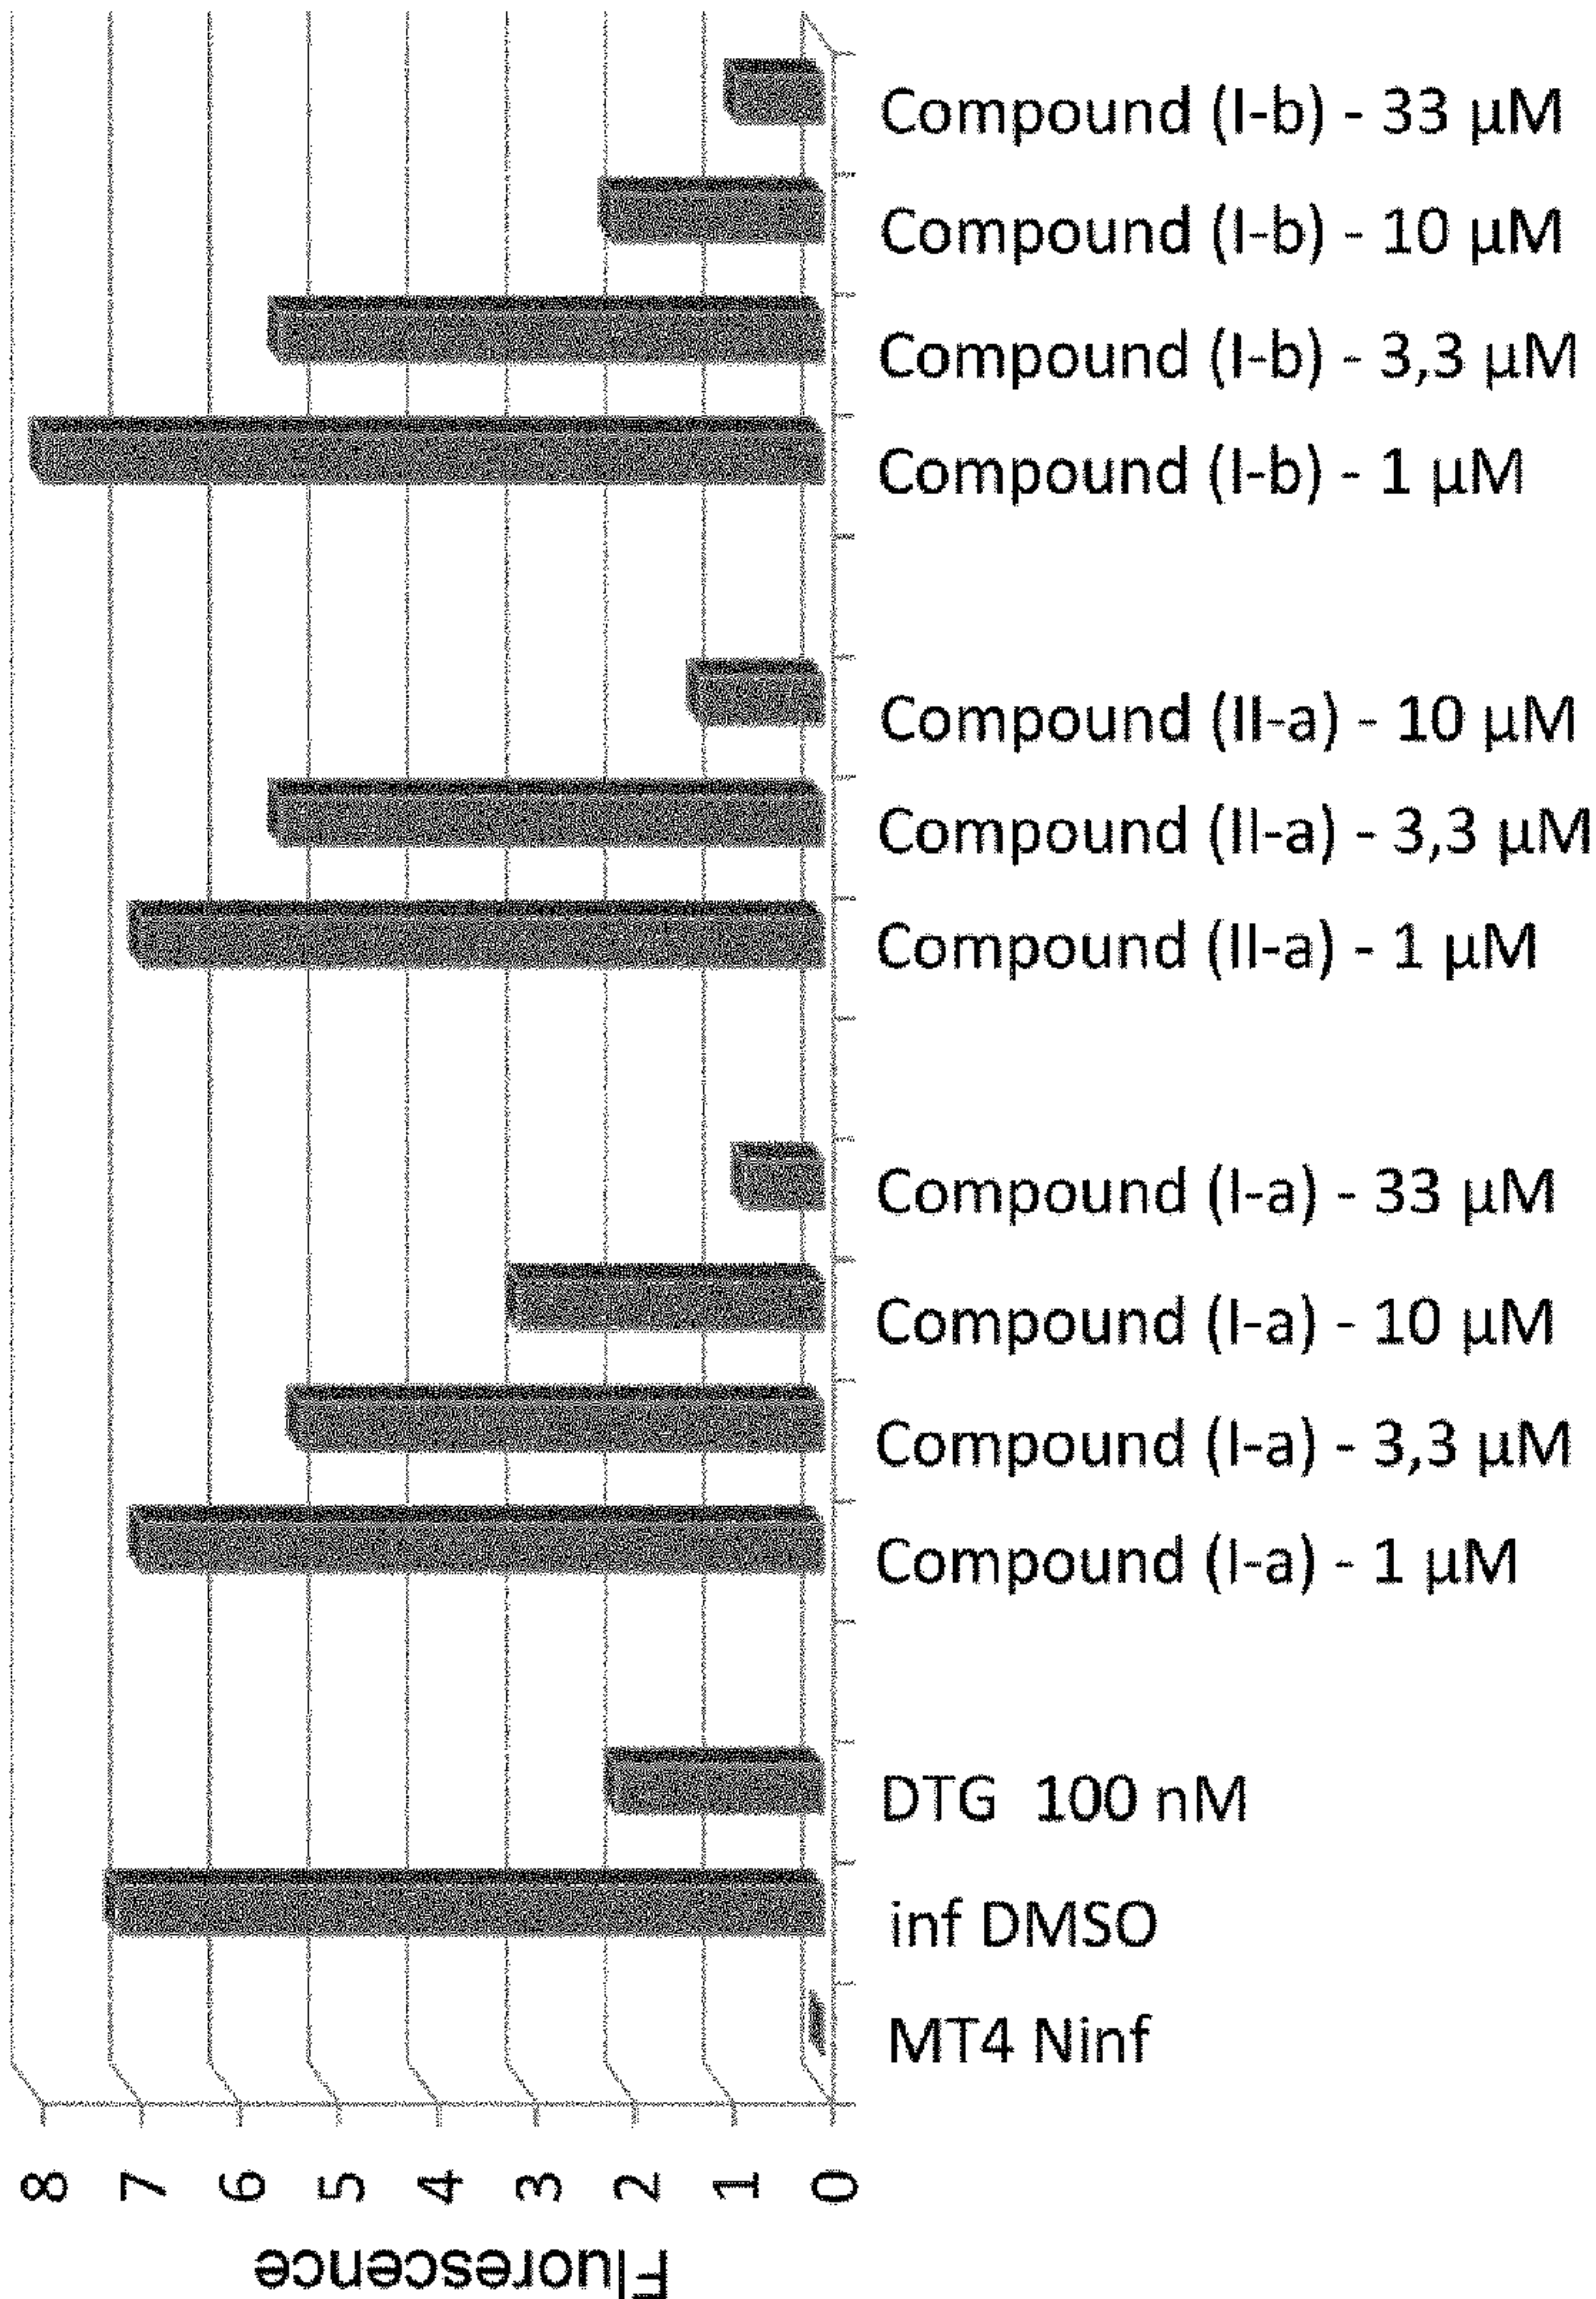 Compound (I-b) - 33 µM
Compound (I-b) - 10 µM
Compound (I-b) - 3,3 µM
Compound (I-b) - 1 µM
Compound (II-a) - 10 µM
Compound (II-a) - 3,3 µM
Compound (II-a) - 1 µM
Compound (I-a) - 33 µM
Compound (I-a) - 10 µM
Compound (I-a) - 3,3 µM
Compound (I-a) - 1 µM
DTG 100 nM
inf DMSO
MT4 Ninf
8
7
6
5
4
3
2
1
0
Fluorescence